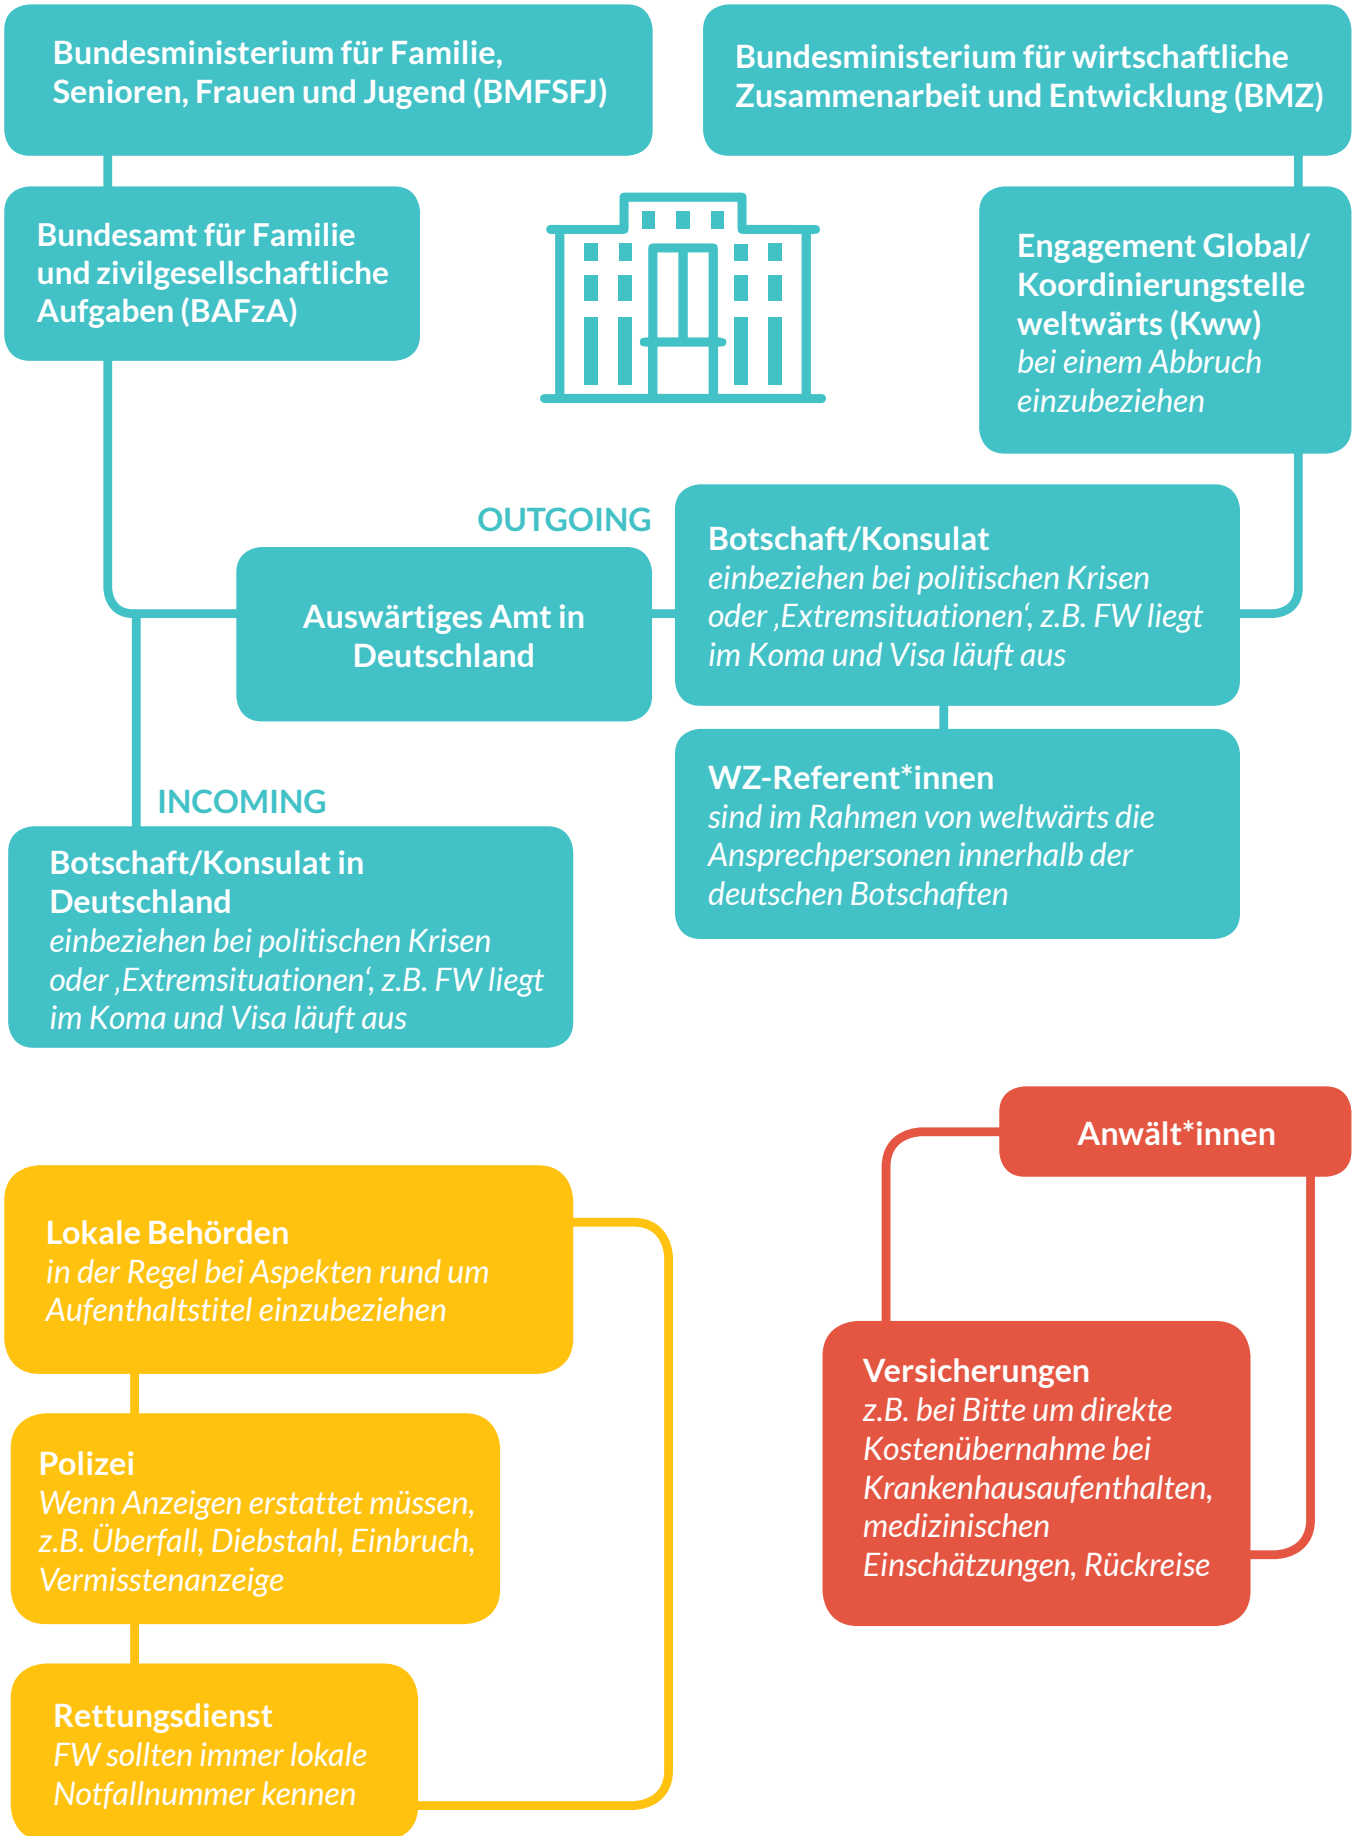 Bundesministerium für Familie,
Senioren, Frauen und Jugend (BMFSFJ)
Bundesministerium für wirtschaftliche
Zusammenarbeit und Entwicklung (BMZ)
Bundesamt für Familie
und zivilgesellschaftliche
Aufgaben (BAFzA)
Engagement Global/
Koordinierungstelle
weltwärts (Kww)
bei einem Abbruch
einzubeziehen
OUTGOING
Auswärtiges Amt in
Deutschland
Botschaft/Konsulat
einbeziehen bei politischen Krisen
oder ‚Extremsituationen‘, z.B. FW liegt
im Koma und Visa läuft aus
WZ-Referent*innen
sind im Rahmen von weltwärts die
Ansprechpersonen innerhalb der
deutschen Botschaften
INCOMING
Botschaft/Konsulat in
Deutschland
einbeziehen bei politischen Krisen
oder ‚Extremsituationen‘, z.B. FW liegt
im Koma und Visa läuft aus
Anwält*innen
Lokale Behörden
in der Regel bei Aspekten rund um
Aufenthaltstitel einzubeziehen
Versicherungen
z.B. bei Bitte um direkte
Kostenübernahme bei
Krankenhausaufenthalten,
medizinischen
Einschätzungen, Rückreise
Polizei
Wenn Anzeigen erstattet müssen,
z.B. Überfall, Diebstahl, Einbruch,
Vermisstenanzeige
Rettungsdienst
FW sollten immer lokale
Notfallnummer kennen